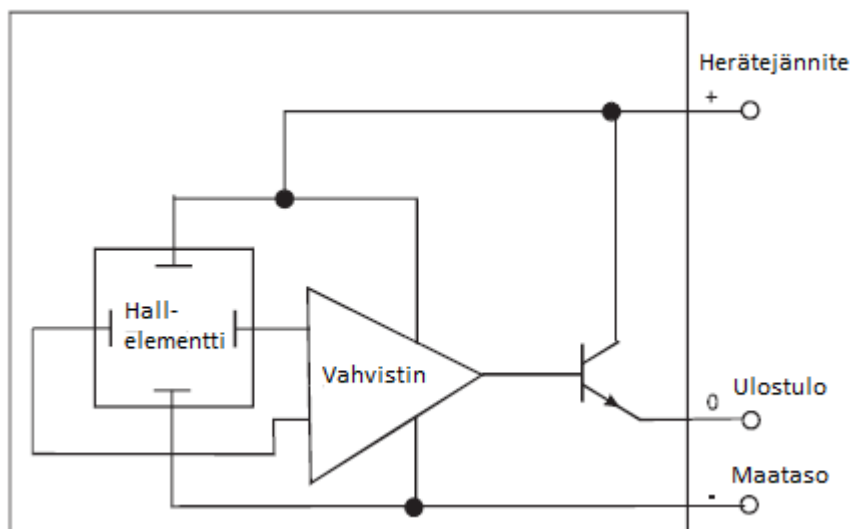 Herätejännite
+
Hall-
elementti
Vahvistin
0
Ulostulo
Maataso
-